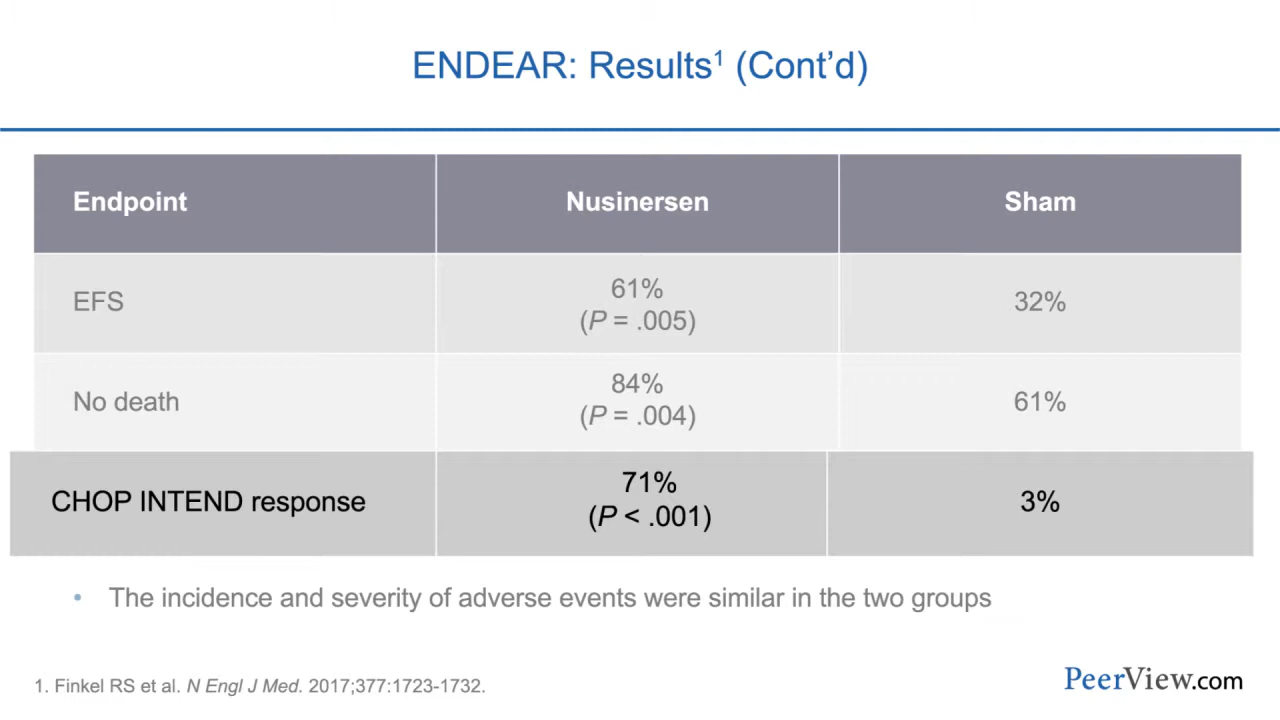 ENDEAR: Results¹ (Cont’d)
Endpoint Nusinersen Sham
EFS 61% (P = .005) 32%
No death 84% (P = .004) 61%
CHOP INTEND response 71% (P < .001) 3%
• The incidence and severity of adverse events were similar in the two groups
1. Finkel RS et al. N Engl J Med. 2017;377:1723-1732.
PeerView.com